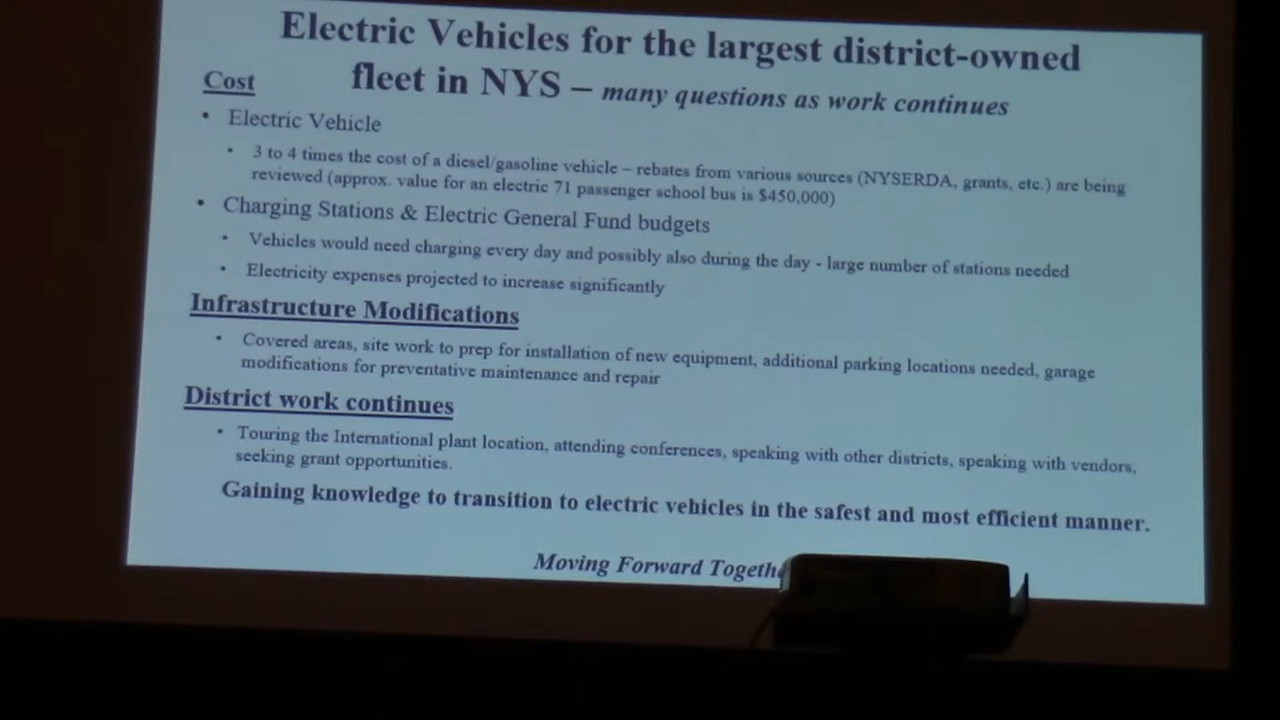 Electric Vehicles for the largest district-owned
fleet in NYS – many questions as work continues
Cost
• Electric Vehicle
• 3 to 4 times the cost of a diesel/gasoline vehicle – rebates from various sources (NYSERDA, grants, etc.) are being
reviewed (approx. value for an electric 71 passenger school bus is $450,000)
• Charging Stations & Electric General Fund budgets
• Vehicles would need charging every day and possibly also during the day - large number of stations needed
• Electricity expenses projected to increase significantly
Infrastructure Modifications
• Covered areas, site work to prep for installation of new equipment, additional parking locations needed, garage
modifications for preventative maintenance and repair
District work continues
• Touring the International plant location, attending conferences, speaking with other districts, speaking with vendors,
seeking grant opportunities.
Gaining knowledge to transition to electric vehicles in the safest and most efficient manner.
Moving Forward